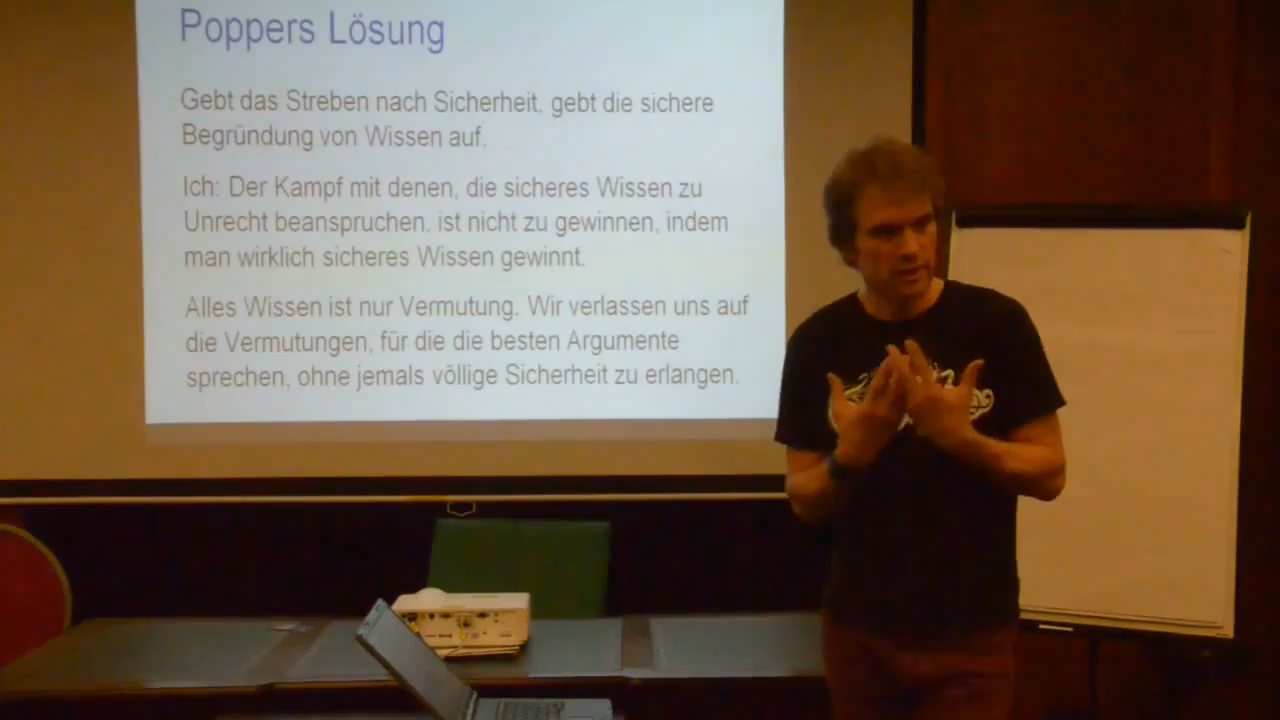 Poppers Lösung
Gebt das Streben nach Sicherheit, gebt die sichere
Begründung von Wissen auf.
Ich: Der Kampf mit denen, die sicheres Wissen zu
Unrecht beanspruchen, ist nicht zu gewinnen, indem
man wirklich sicheres Wissen gewinnt.
Alles Wissen ist nur Vermutung. Wir verlassen uns auf
die Vermutungen, für die die besten Argumente
sprechen, ohne jemals völlige Sicherheit zu erlangen.